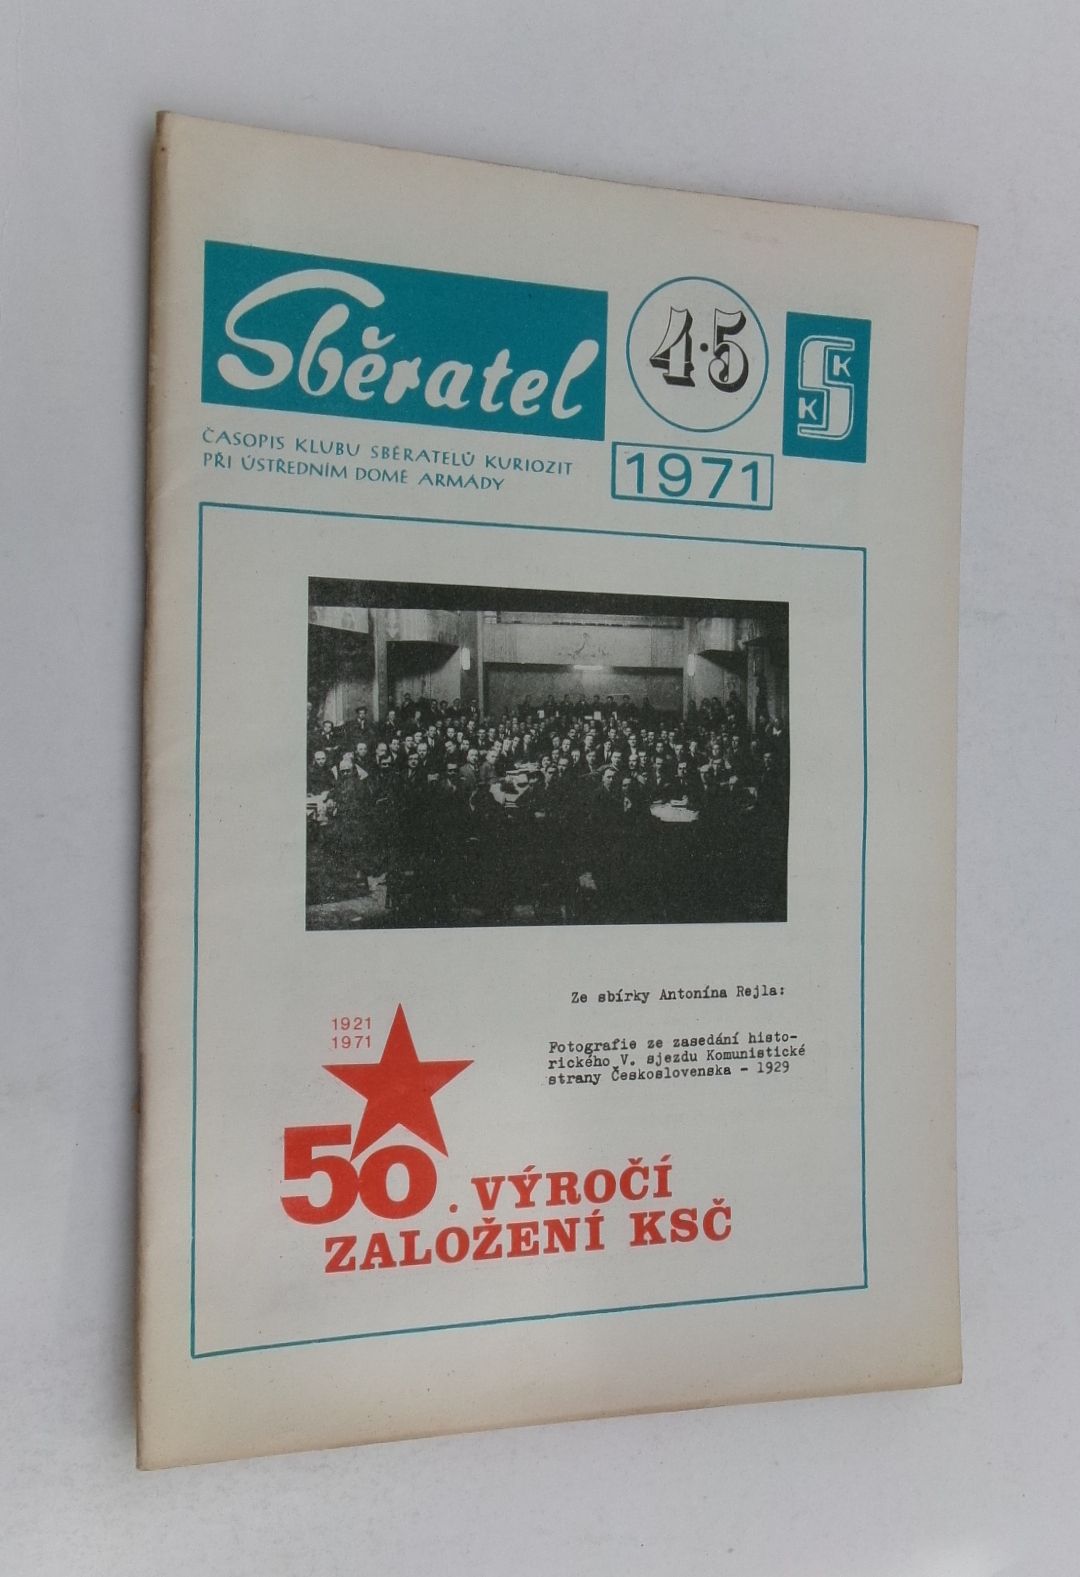 Sběratel
4.5
1971
S
K
K
ČASOPIS KLUBU SBĚRATELŮ KURIOZIT
PŘI ÚSTŘEDNÍM DOMĚ ARMÁDY
Ze sbírky Antonína Rejla:
Fotografie ze zasedání histo-
rického V. sjezdu Komunistické
strany Československa - 1929
1921
1971
50. VÝROČÍ
ZALOŽENÍ KSČ